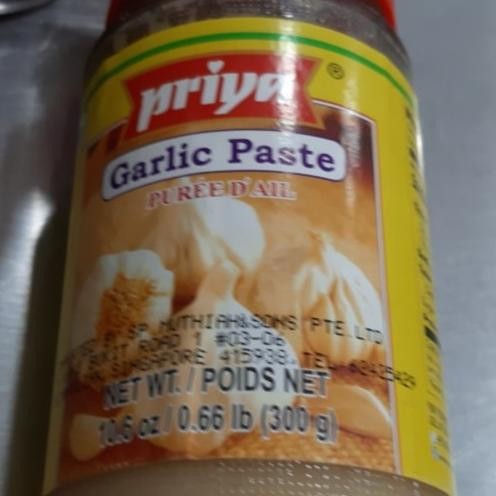 priya ®
Garlic Paste
PURÉE D'AIL
BY SP MUTHIAH&SONS PTE.LTD
ROAD 1 #03-06
SINGAPORE 415938. TEL
NET WT. / POIDS NET
10.6 oz / 0.66 lb (300 g)